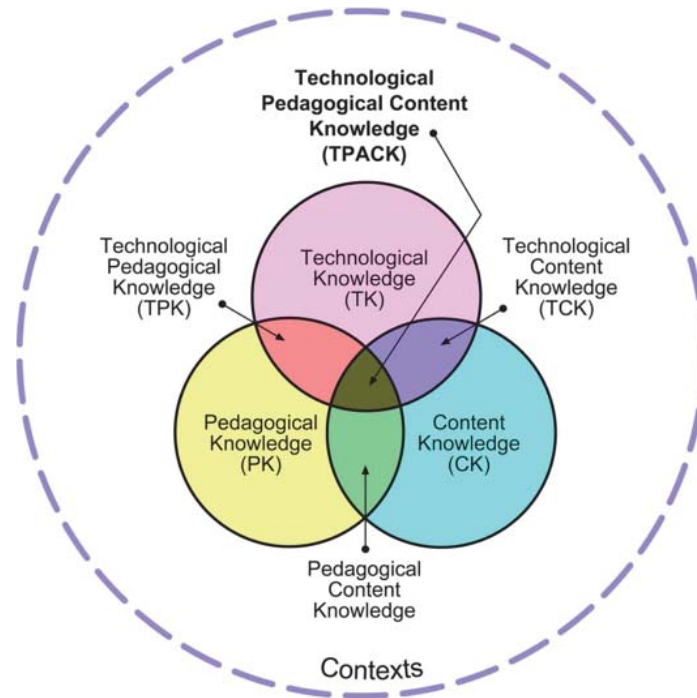 Technological
Pedagogical Content
Knowledge
(TPACK)
Technological
Pedagogical
Knowledge
(TPK)
Technological
Knowledge
(TK)
Technological
Content
Knowledge
(TCK)
Pedagogical
Knowledge
(PK)
Content
Knowledge
(CK)
Pedagogical
Content
Knowledge
Contexts